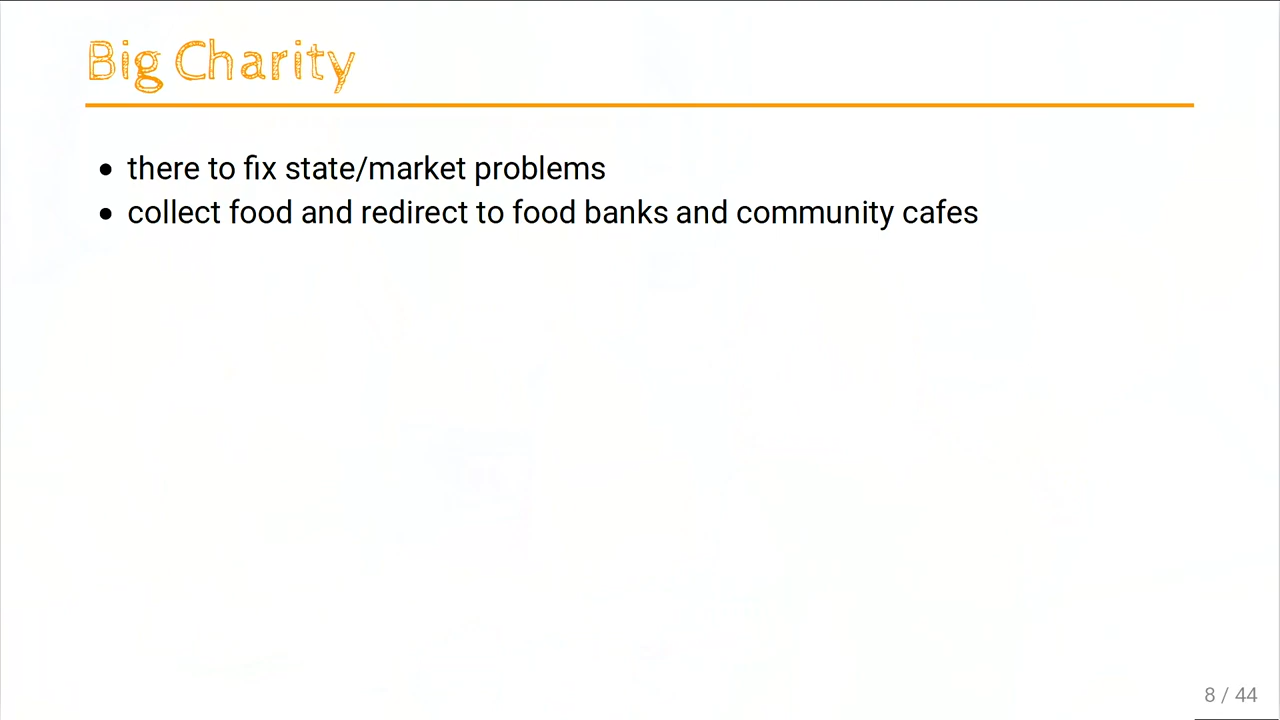 Big Charity
• there to fix state/market problems
• collect food and redirect to food banks and community cafes
8 / 44